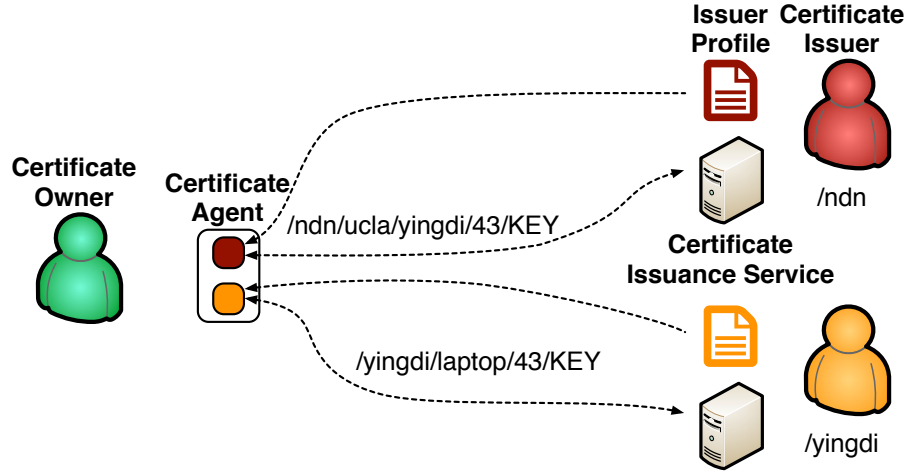 Issuer
Profile
Certificate
Issuer
Certificate
Owner
Certificate
Agent
/ndn
/ndn/ucla/yingdi/43/KEY
Certificate
Issuance Service
/yingdi/laptop/43/KEY
/yingdi